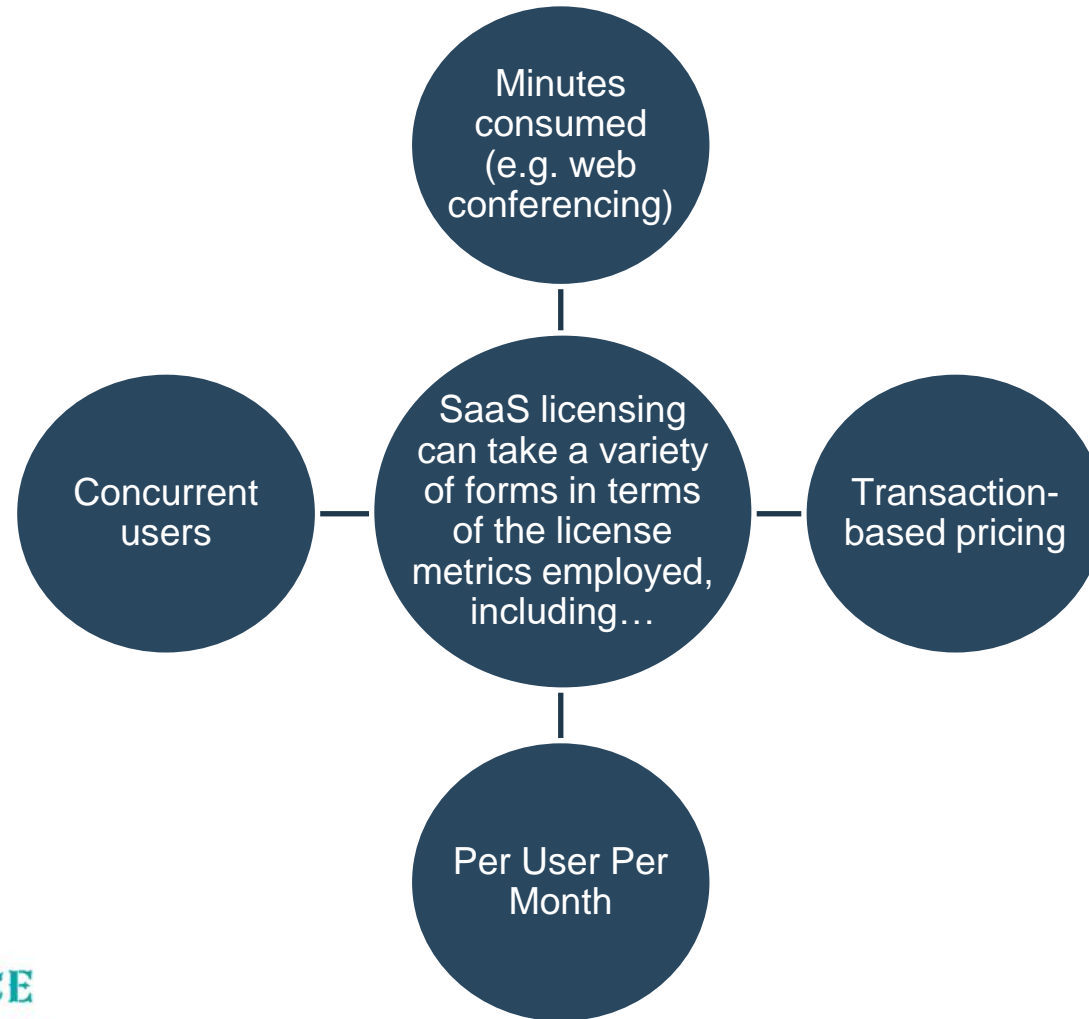 Minutes
consumed
(e.g. web
conferencing)
SaaS licensing
can take a variety
of forms in terms
of the license
metrics employed,
including…
Concurrent
users
Transaction-
based pricing
Per User Per
Month